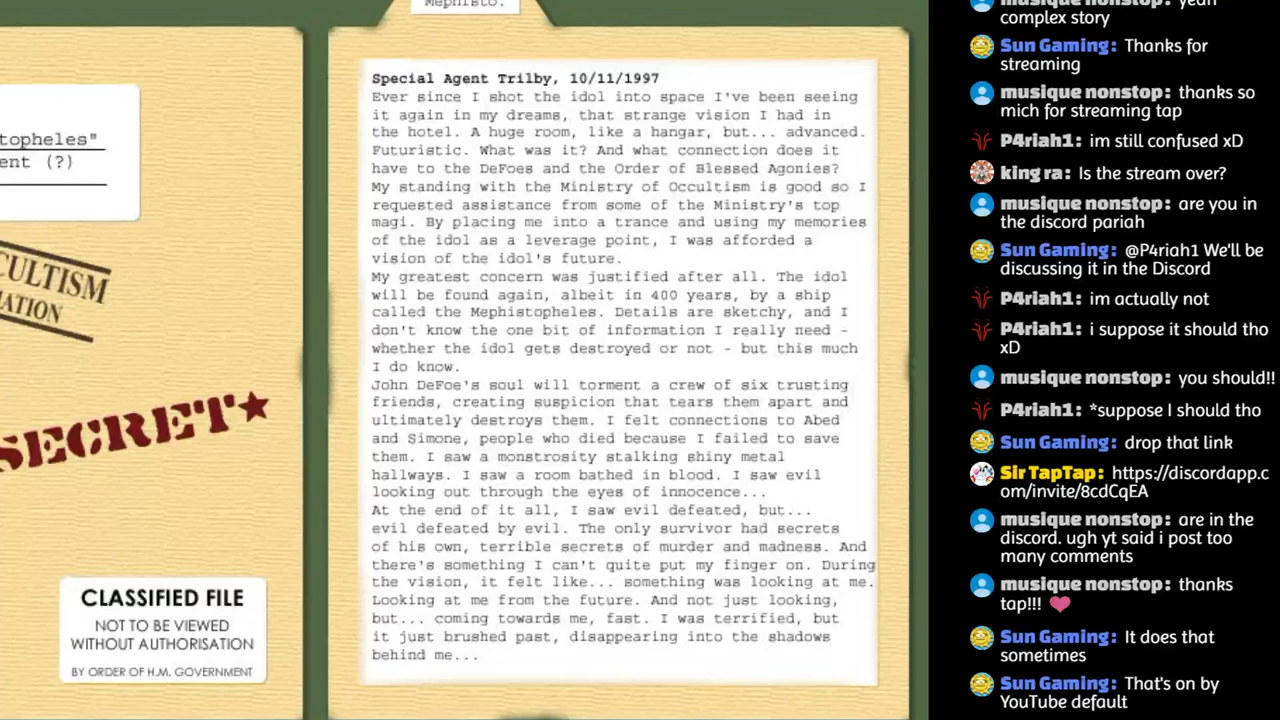 Mephisto.
topheles"
ent (?)
CULTISM
ATION
SECRET
CLASSIFIED FILE
NOT TO BE VIEWED
WITHOUT AUTHORISATION
BY ORDER OF H.M. GOVERNMENT
Special Agent Trilby, 10/11/1997
Ever since I shot the idol into space I've been seeing
it again in my dreams, that strange vision I had in
the hotel. A huge room, like a hangar, but... advanced.
Futuristic. What was it? And what connection does it
have to the DeFoes and the Order of Blessed Agonies?
My standing with the Ministry of Occultism is good so I
requested assistance from some of the Ministry's top
magi. By placing me into a trance and using my memories
of the idol as a leverage point, I was afforded a
vision of the idol's future.
My greatest concern was justified after all. The idol
will be found again, albeit in 400 years, by a ship
called the Mephistopheles. Details are sketchy, and I
don't know the one bit of information I really need -
whether the idol gets destroyed or not - but this much
I do know.
John DeFoe's soul will torment a crew of six trusting
friends, creating suspicion that tears them apart and
ultimately destroys them. I felt connections to Abed
and Simone, people who died because I failed to save
them. I saw a monstrosity stalking shiny metal
hallways. I saw a room bathed in blood. I saw evil
looking out through the eyes of innocence...
At the end of it all, I saw evil defeated, but...
evil defeated by evil. The only survivor had secrets
of his own, terrible secrets of murder and madness. And
there's something I can't quite put my finger on. During
the vision, it felt like... something was looking at me.
Looking at me from the future. And not just looking,
but... coming towards me, fast. I was terrified, but
it just brushed past, disappearing into the shadows
behind me...
musique nonstop: yeah
complex story
Sun Gaming: Thanks for
streaming
musique nonstop: thanks so
mich for streaming tap
P4riah1: im still confused xD
king ra: Is the stream over?
musique nonstop: are you in
the discord pariah
Sun Gaming: @P4riah1 We'll be
discussing it in the Discord
P4riah1: im actually not
P4riah1: i suppose it should tho
xD
musique nonstop: you should!!
P4riah1: *suppose I should tho
Sun Gaming: drop that link
Sir TapTap: https://discordapp.c
om/invite/8cdCqEA
musique nonstop: are in the
discord. ugh yt said i post too
many comments
musique nonstop: thanks
tap!!!
Sun Gaming: It does that
sometimes
Sun Gaming: That's on by
YouTube default